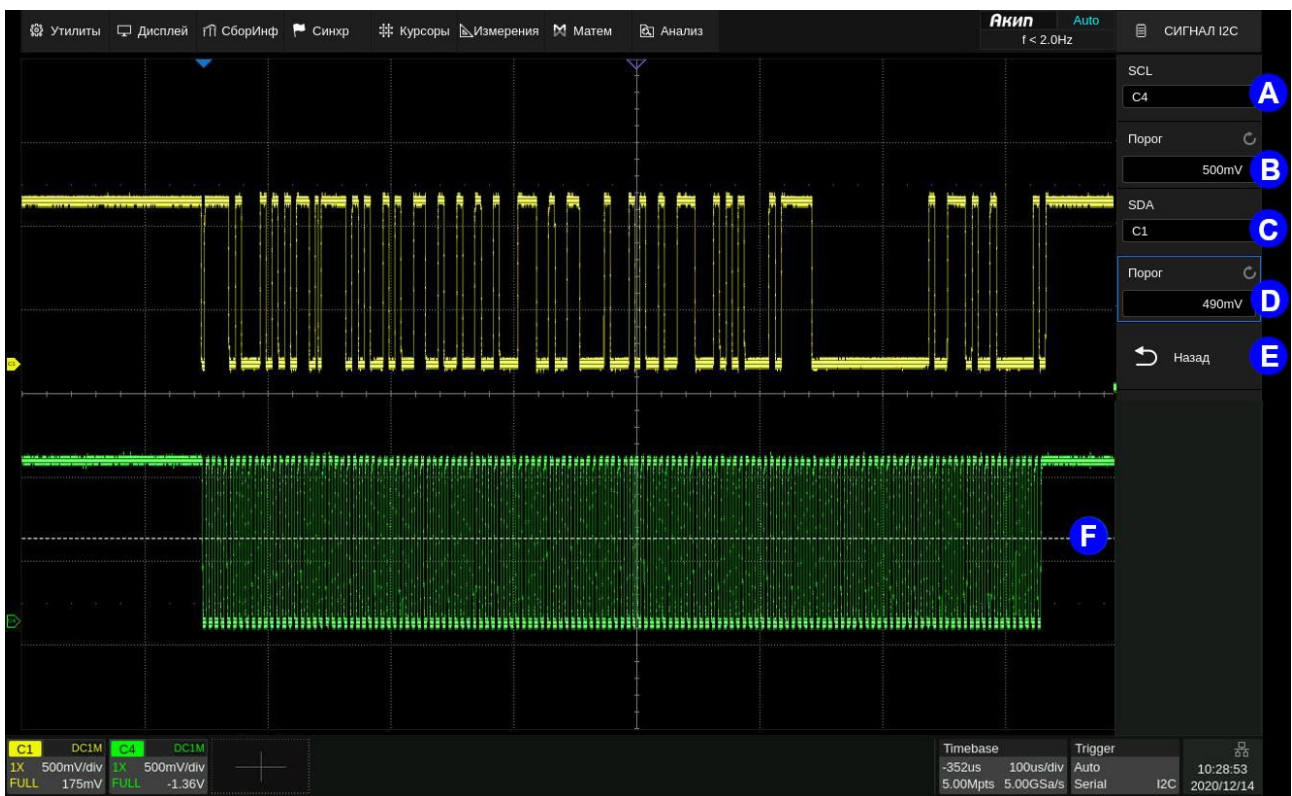 Утилиты Дисплей СборИнф Синхр Курсоры Измерения Матем Анализ
Акип Auto
f < 2.0Hz
СИГНАЛ I2C
SCL
C4
A
Порог
500mV
B
SDA
C1
C
Порог
490mV
D
Назад
E
F
C1 DC1M
1X 500mV/div
FULL 175mV
C4 DC1M
1X 500mV/div
FULL -1.36V
Timebase
-352us 100us/div
5.00Mpts 5.00GSa/s
Trigger
Auto
Serial I2C
10:28:53
2020/12/14